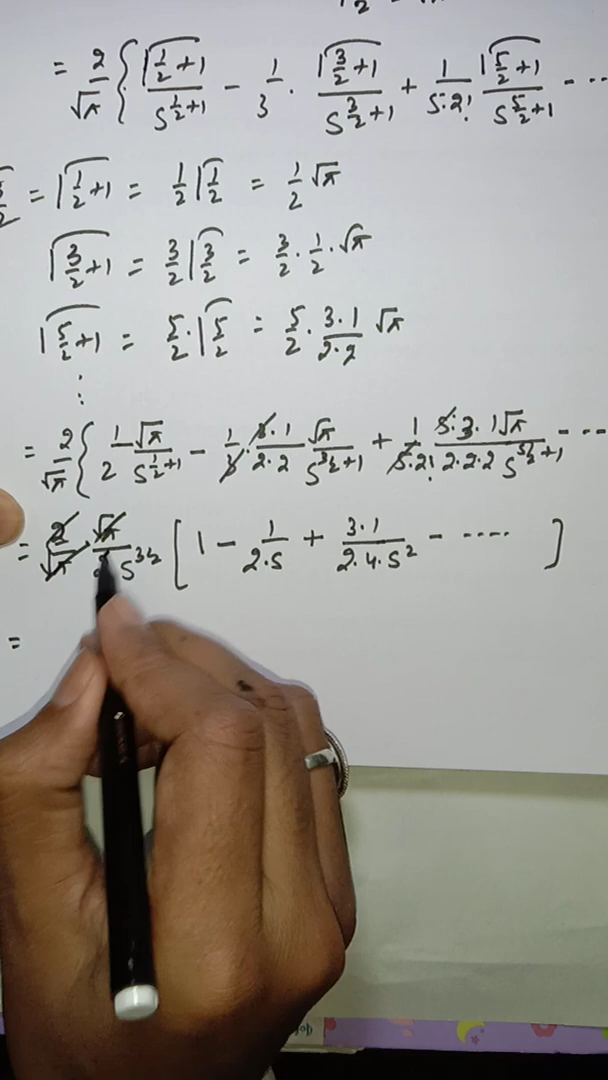 = 2/√π { Γ(1/2+1)/S^(1/2+1) - 1/3 · Γ(3/2+1)/S^(3/2+1) + 1/(5·2!) Γ(5/2+1)/S^(5/2+1) ...
= Γ(1/2+1) = 1/2 Γ(1/2) = 1/2 √π
Γ(3/2+1) = 3/2 Γ(3/2) = 3/2 · 1/2 · √π
Γ(5/2+1) = 5/2 · Γ(5/2) = 5/2 · (3·1)/(2·2) √π
⋮
= 2/√π { 1/2 √π/S^(1/2+1) - 1/3 · (3·1)/(2·2) √π/S^(3/2+1) + 1/(5·2!) (5·3·1√π)/(2·2·2 S^(5/2+1)) ...
= 2/√π · √π/(2 S^(3/2)) [ 1 - 1/(2·S) + (3·1)/(2·4·S²) - ..... ]
=